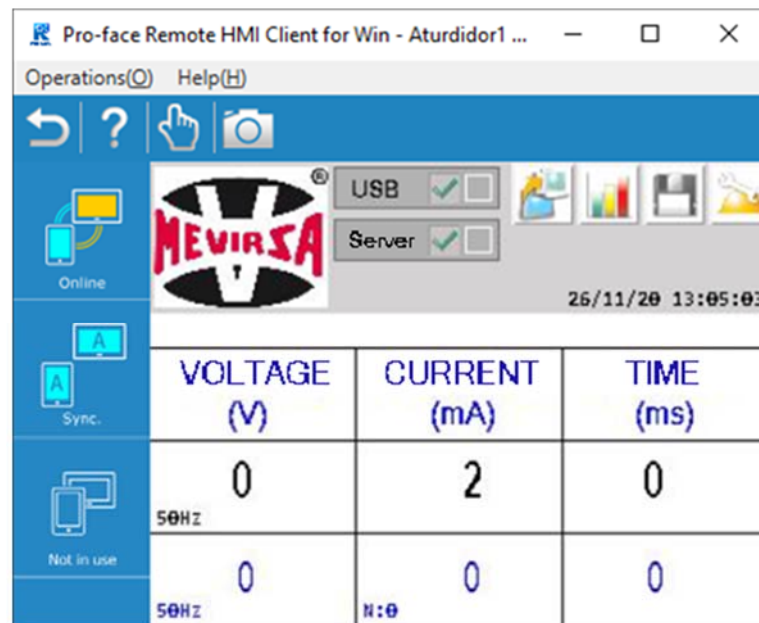 Pro-face Remote HMI Client for Win - Aturdidor1 ...
Operations(O) Help(H)
USB
®
MEVIRSA
T
Server
Online
26/11/20 13:05:03
VOLTAGE CURRENT TIME
(V) (mA) (ms)
A
A
Sync.
0 2 0
50HZ
Not in use
0 0 0
50HZ N:0